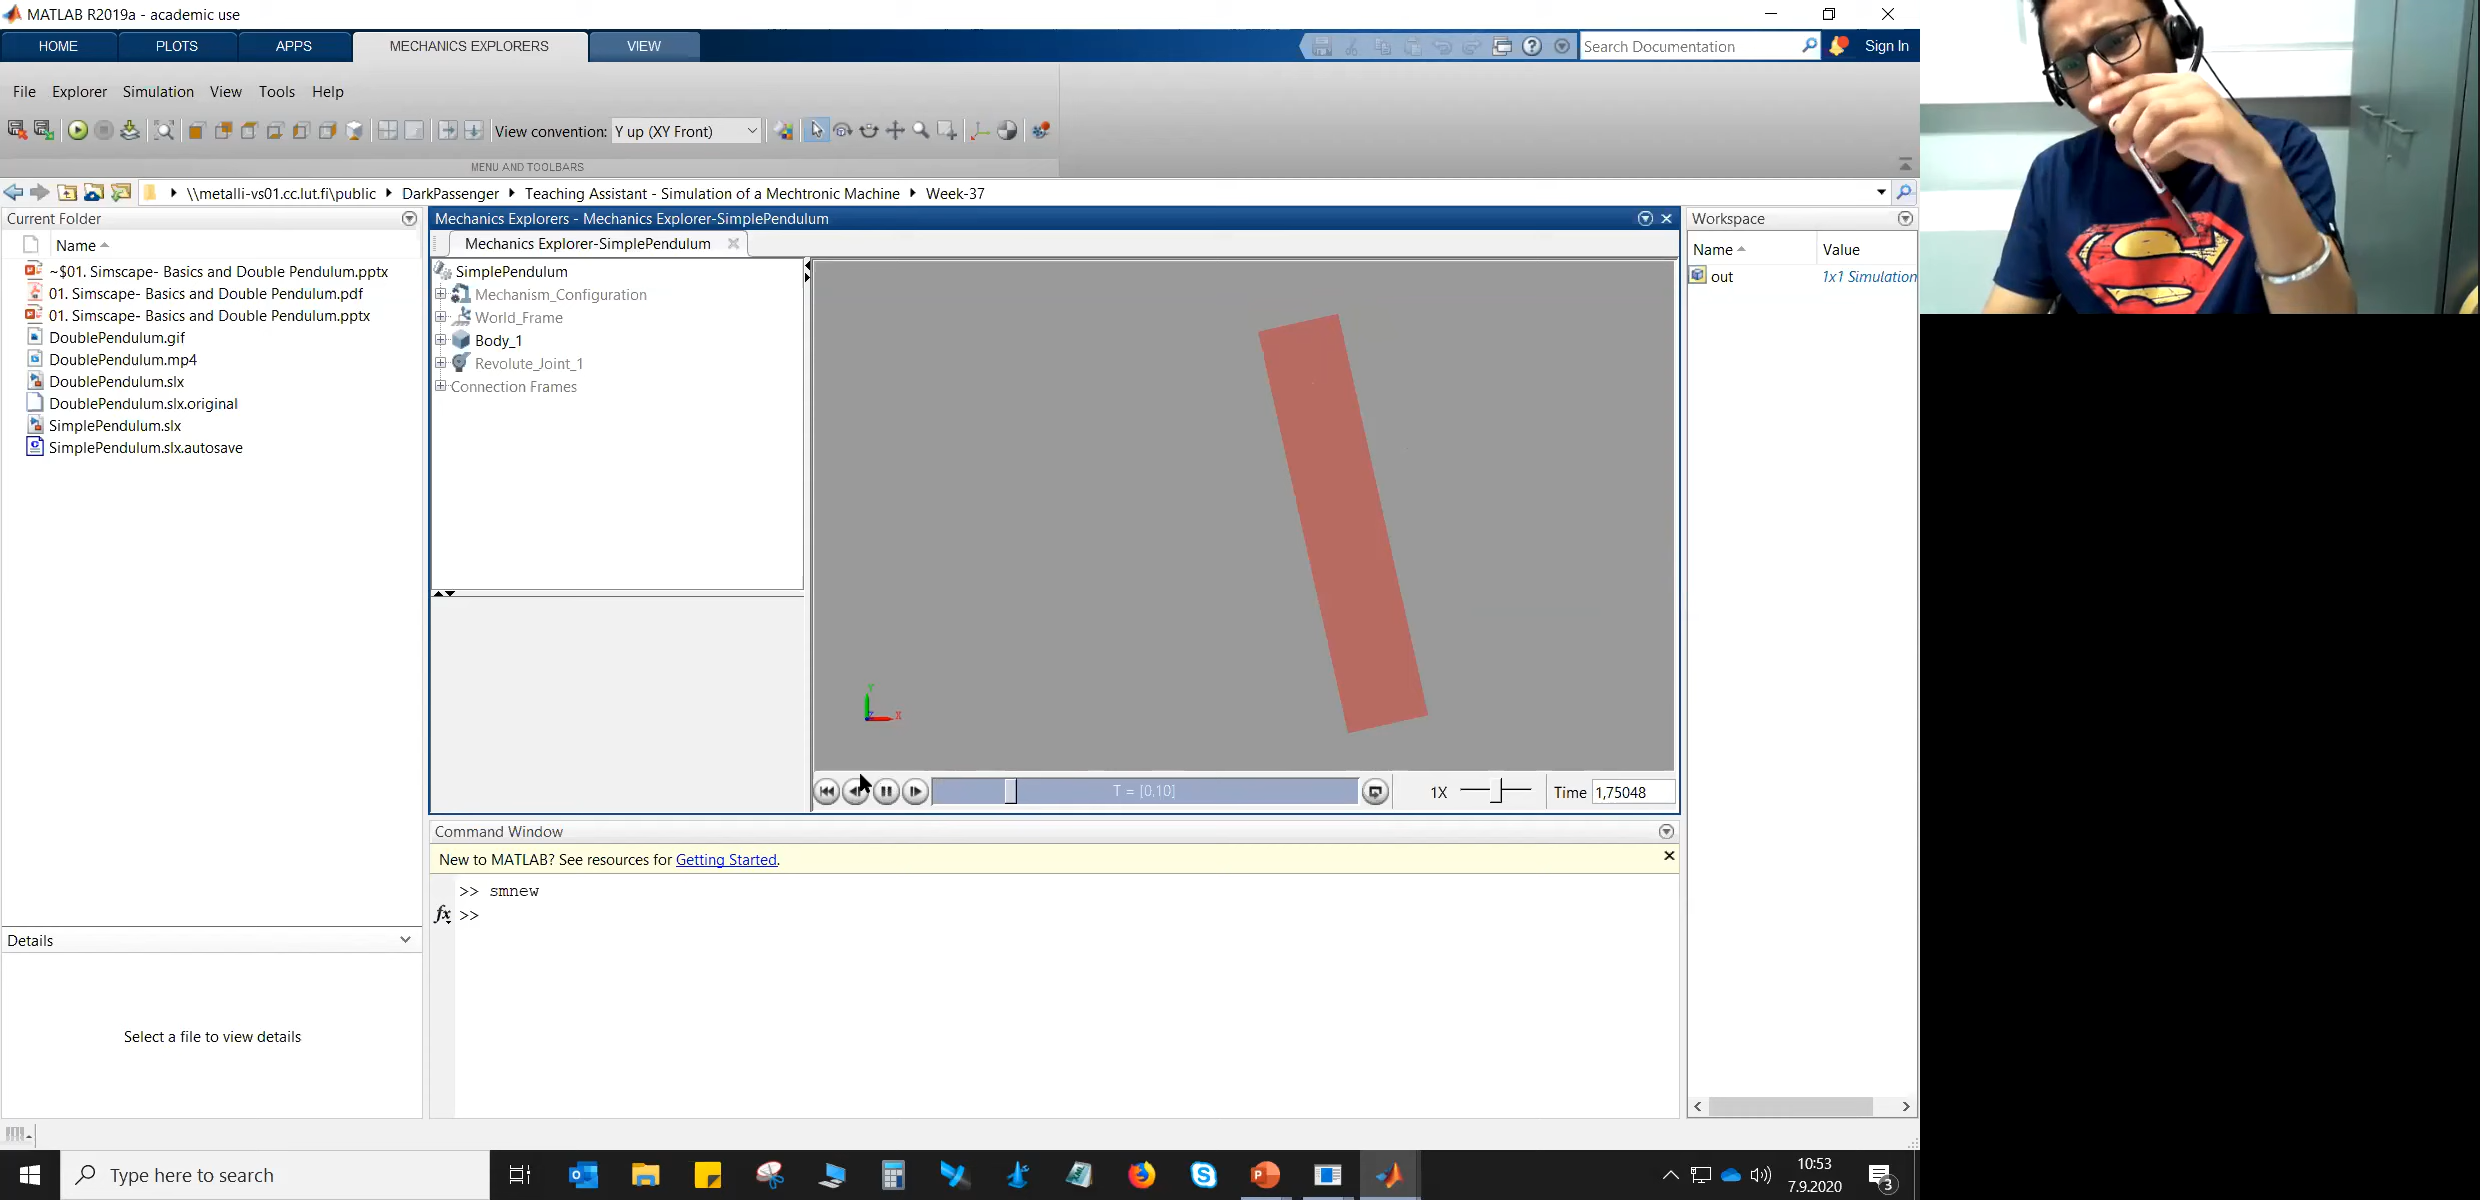 MATLAB R2019a - academic use
HOME PLOTS APPS MECHANICS EXPLORERS VIEW
Search Documentation Sign In
File Explorer Simulation View Tools Help
View convention: Y up (XY Front)
MENU AND TOOLBARS
\\metalli-vs01.cc.lut.fi\public DarkPassenger Teaching Assistant - Simulation of a Mechtronic Machine Week-37
Current Folder
Name
~$01. Simscape- Basics and Double Pendulum.pptx
01. Simscape- Basics and Double Pendulum.pdf
01. Simscape- Basics and Double Pendulum.pptx
DoublePendulum.gif
DoublePendulum.mp4
DoublePendulum.slx
DoublePendulum.slx.original
SimplePendulum.slx
SimplePendulum.slx.autosave
Details
Select a file to view details
Mechanics Explorers - Mechanics Explorer-SimplePendulum
Mechanics Explorer-SimplePendulum
SimplePendulum
Mechanism_Configuration
World_Frame
Body_1
Revolute_Joint_1
Connection Frames
Y
X
T = [0,10]
1X
Time 1,75048
Command Window
New to MATLAB? See resources for Getting Started.
>> smnew
fx >>
Workspace
Name Value
out 1x1 Simulation
Type here to search
10:53
7.9.2020
3